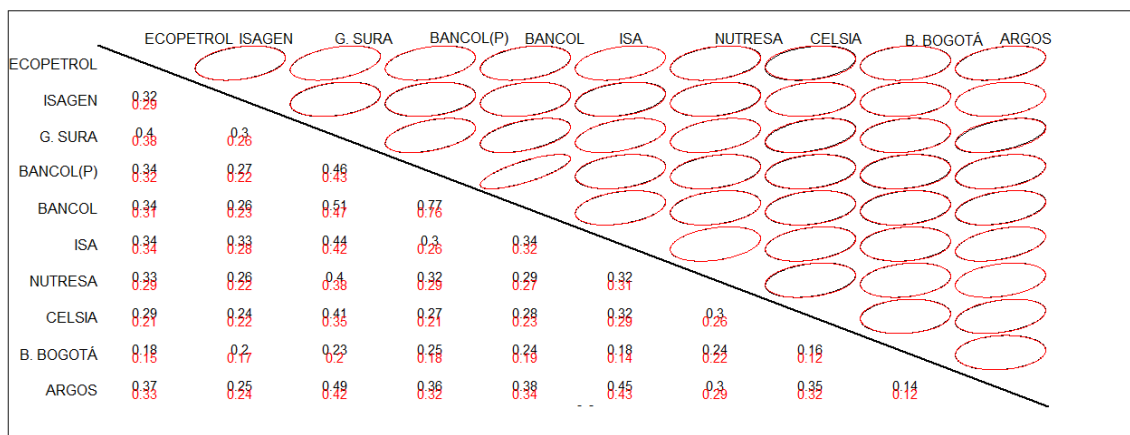 ECOPETROL ISAGEN G. SURA BANCOL(P) BANCOL ISA NUTRESA CELSIA B. BOGOTÁ ARGOS
ECOPETROL
ISAGEN 0.32
0.29
G. SURA 0.4 0.3
0.38 0.26
BANCOL(P) 0.34 0.27 0.46
0.32 0.22 0.43
BANCOL 0.34 0.26 0.51 0.77
0.31 0.23 0.47 0.76
ISA 0.34 0.33 0.44 0.3 0.34
0.34 0.28 0.42 0.26 0.32
NUTRESA 0.33 0.26 0.4 0.32 0.29 0.32
0.29 0.22 0.38 0.29 0.27 0.31
CELSIA 0.29 0.24 0.41 0.27 0.28 0.32 0.3
0.21 0.22 0.35 0.21 0.23 0.29 0.26
B. BOGOTÁ 0.18 0.2 0.23 0.25 0.24 0.18 0.24 0.16
0.15 0.17 0.2 0.18 0.19 0.14 0.22 0.12
ARGOS 0.37 0.25 0.49 0.36 0.38 0.45 0.3 0.35 0.14
0.33 0.24 0.42 0.32 0.34 0.43 0.29 0.32 0.12